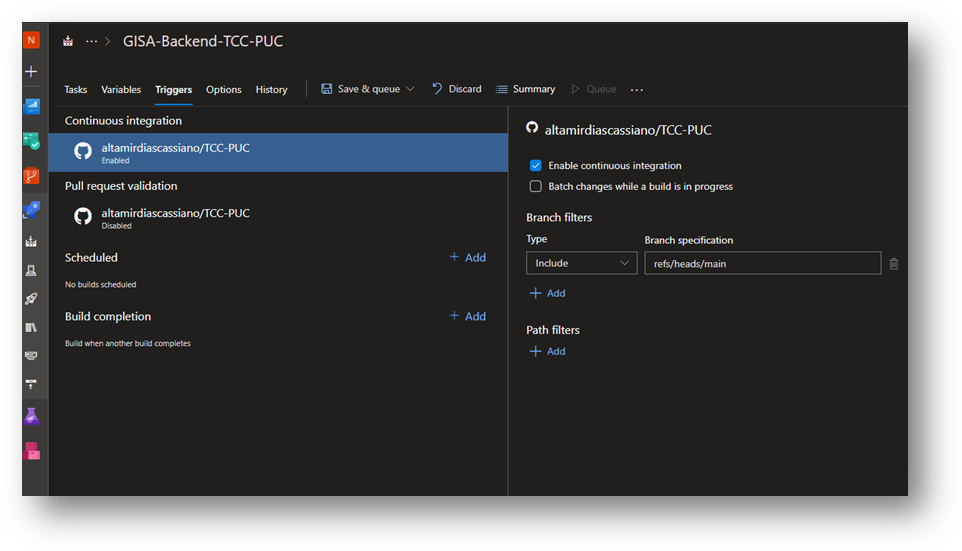 N
... > GISA-Backend-TCC-PUC
Tasks Variables Triggers Options History Save & queue Discard Summary Queue ...
Continuous integration
altamirdiascassiano/TCC-PUC
Enabled
Pull request validation
altamirdiascassiano/TCC-PUC
Disabled
Scheduled + Add
No builds scheduled
Build completion + Add
Build when another build completes
altamirdiascassiano/TCC-PUC
Enable continuous integration
Batch changes while a build is in progress
Branch filters
Type Branch specification
Include refs/heads/main
+ Add
Path filters
+ Add